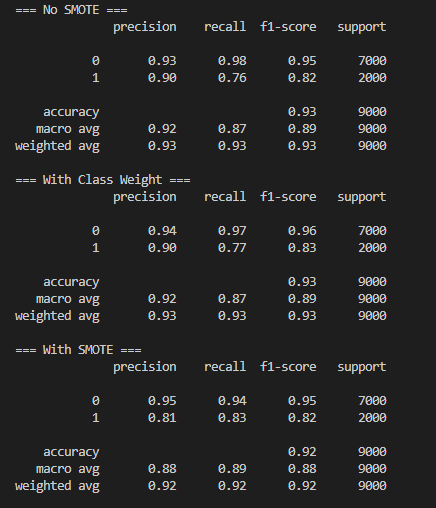 === No SMOTE ===
precision recall f1-score support
0 0.93 0.98 0.95 7000
1 0.90 0.76 0.82 2000
accuracy 0.93 9000
macro avg 0.92 0.87 0.89 9000
weighted avg 0.93 0.93 0.93 9000
=== With Class Weight ===
precision recall f1-score support
0 0.94 0.97 0.96 7000
1 0.90 0.77 0.83 2000
accuracy 0.93 9000
macro avg 0.92 0.87 0.89 9000
weighted avg 0.93 0.93 0.93 9000
=== With SMOTE ===
precision recall f1-score support
0 0.95 0.94 0.95 7000
1 0.81 0.83 0.82 2000
accuracy 0.92 9000
macro avg 0.88 0.89 0.88 9000
weighted avg 0.92 0.92 0.92 9000